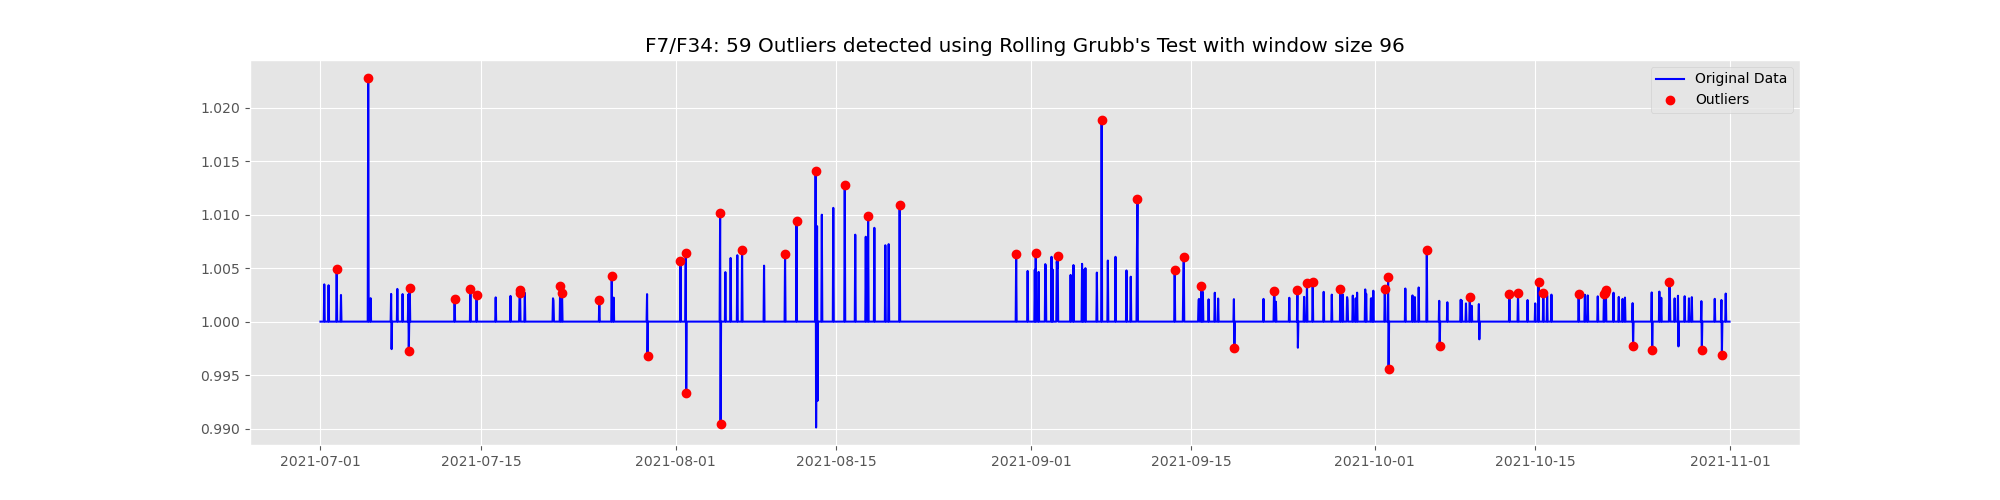 F7/F34: 59 Outliers detected using Rolling Grubb's Test with window size 96
Original Data
Outliers
1.020
1.015
1.010
1.005
1.000
0.995
0.990
2021-07-01 2021-07-15 2021-08-01 2021-08-15 2021-09-01 2021-09-15 2021-10-01 2021-10-15 2021-11-01